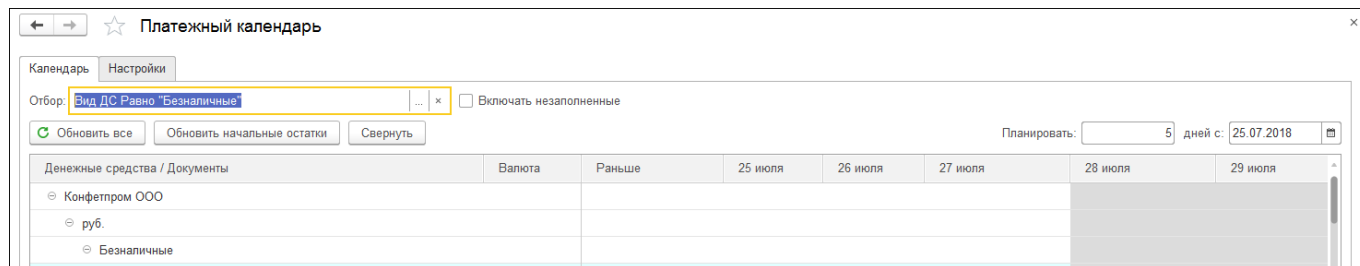 Платежный календарь
Календарь Настройки
Отбор: Вид ДС Равно "Безналичные" ... × Включать незаполненные
Обновить все Обновить начальные остатки Свернуть Планировать: 5 дней с: 25.07.2018
Денежные средства / Документы Валюта Раньше 25 июля 26 июля 27 июля 28 июля 29 июля
Конфетпром ООО
руб.
Безналичные